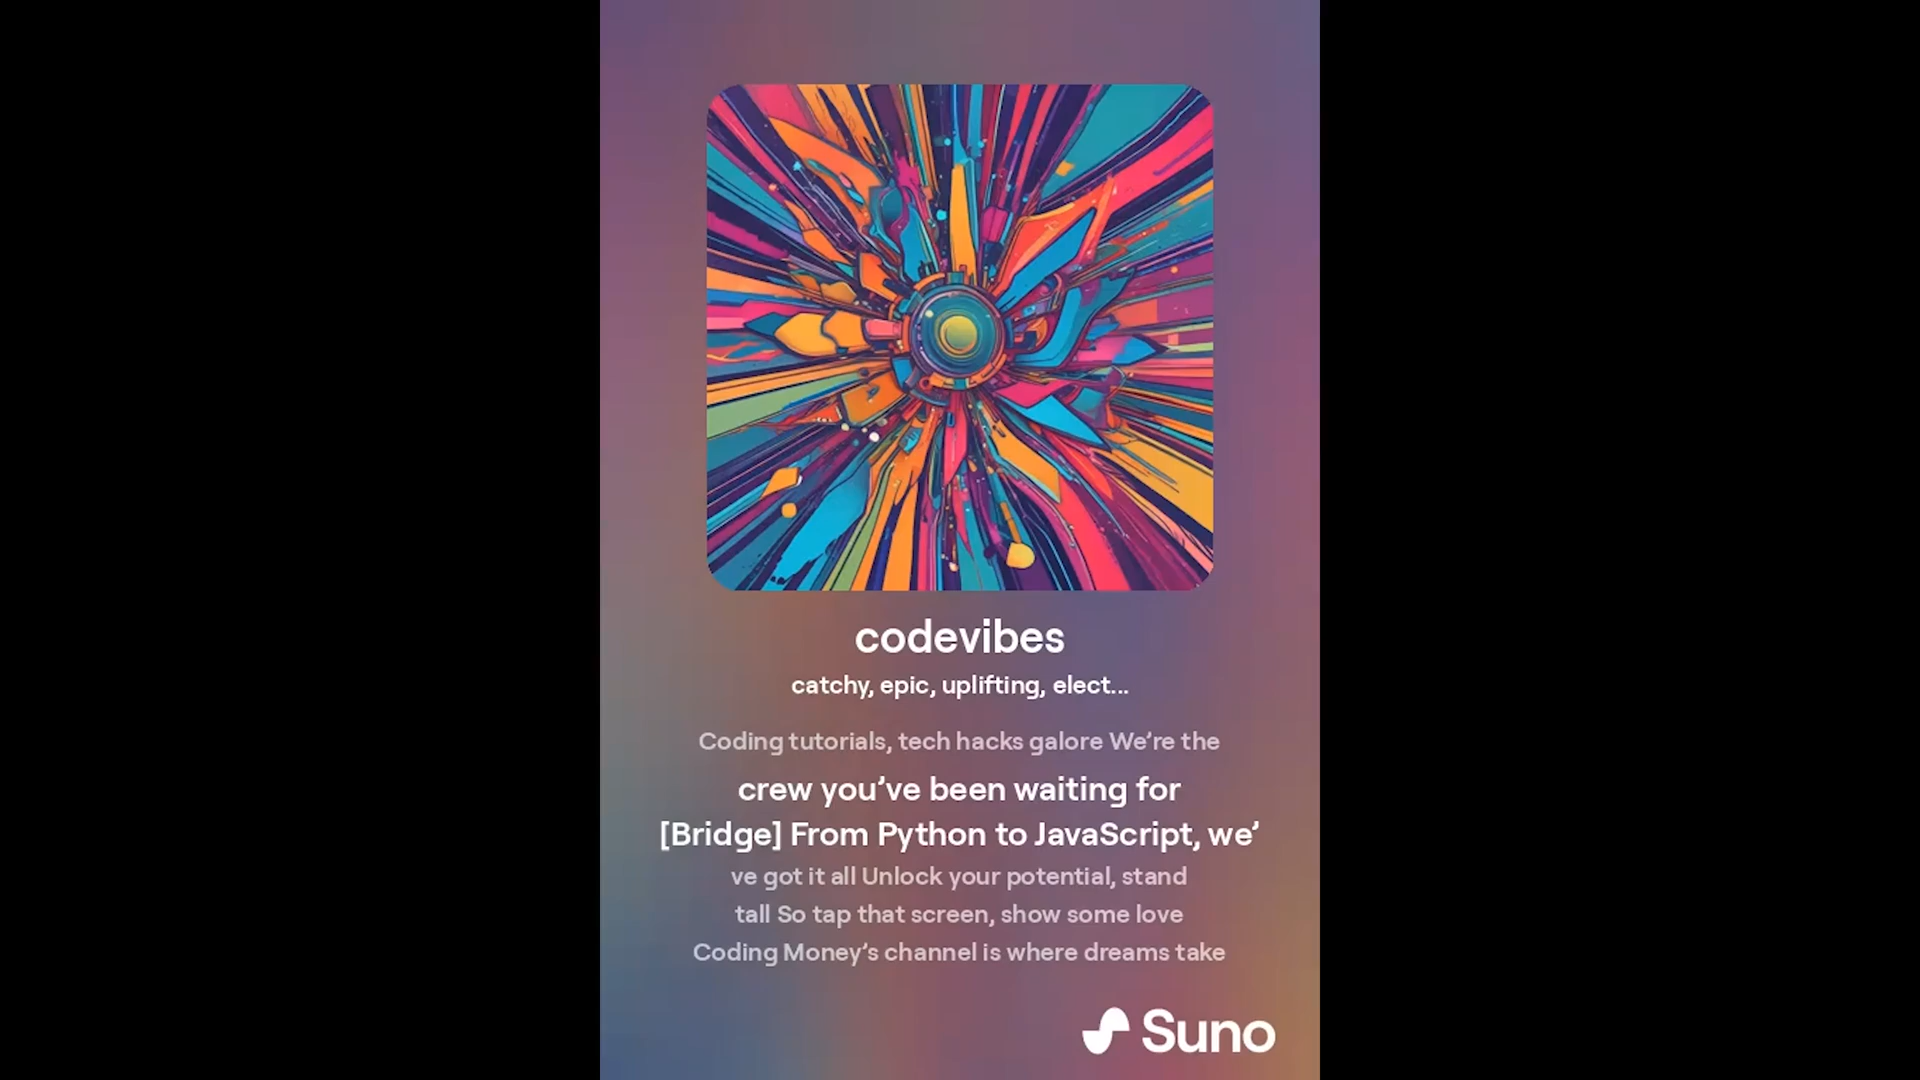 codevibes
catchy, epic, uplifting, elect...
Coding tutorials, tech hacks galore We’re the
crew you’ve been waiting for
[Bridge] From Python to JavaScript, we’
ve got it all Unlock your potential, stand
tall So tap that screen, show some love
Coding Money’s channel is where dreams take
Suno